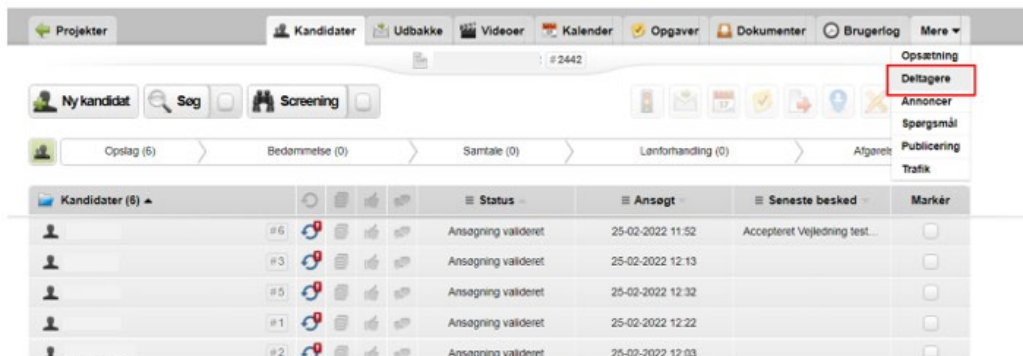 Projekter Kandidater Udbakke Videoer Kalender Opgaver Dokumenter Brugerlog Mere
: #2442
Opsætning
Deltagere
Annoncer
Spørgsmål
Publicering
Trafik
Ny kandidat Søg Screening
Opslag (6) Bedømmelse (0) Samtale (0) Lønforhandling (0) Afgørels
Kandidater (6) Status Ansøgt Seneste besked Markér
#6 Ansøgning valideret 25-02-2022 11:52 Accepteret Vejledning test...
#3 Ansøgning valideret 25-02-2022 12:13
#5 Ansøgning valideret 25-02-2022 12:32
#1 Ansøgning valideret 25-02-2022 12:22
#2 Ansøgning valideret 25-02-2022 12:03